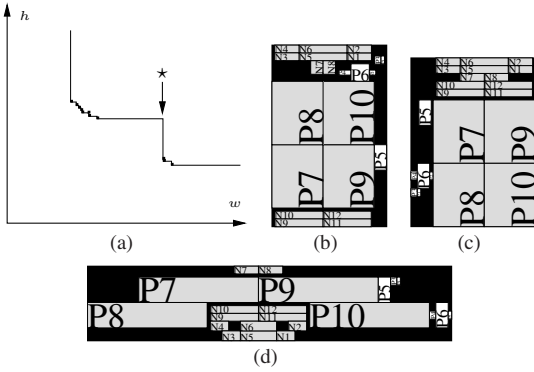 h
★
w
(a)
N4 N6 N2
N3 N5 N1
N7 N8
P6
P8 P10
P5
P7 P9
N10 N12
N9 N11
(b)
N4 N6 N2
N3 N5 N1
N7 N8
N10 N12
N9 N11
P5
P7 P9
P6
P8 P10
(c)
N7 N8
P7 P9 P5
P8 N10 N12 P10 P6
N9 N11
N4 N6 N2
N3 N5 N1
(d)